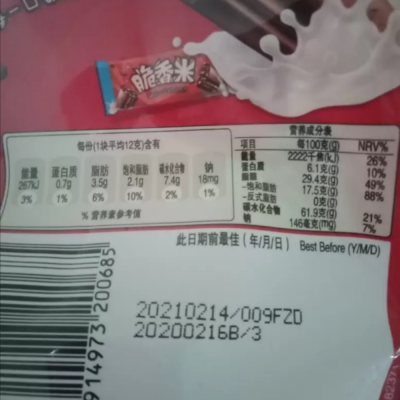 脆香米
每份(1块平均12克)含有
能量 蛋白质 脂肪 饱和脂肪 碳水化合物 钠
267kJ 0.7g 3.5g 2.1g 7.4g 18mg
3% 1% 6% 10% 2% 1%
% 营养素参考值
营养成分表
项目 每100克(g) NRV%
能量 2222千焦(kJ) 26%
蛋白质 6.1克(g) 10%
脂肪 29.4克(g) 49%
-饱和脂肪 17.5克(g) 88%
-反式脂肪 0克(g)
碳水化合物 61.9克(g) 21%
钠 146毫克(mg) 7%
此日期前最佳（年/月/日） Best Before (Y/M/D)
20210214/009FZD
20200216B/3
914973 200685